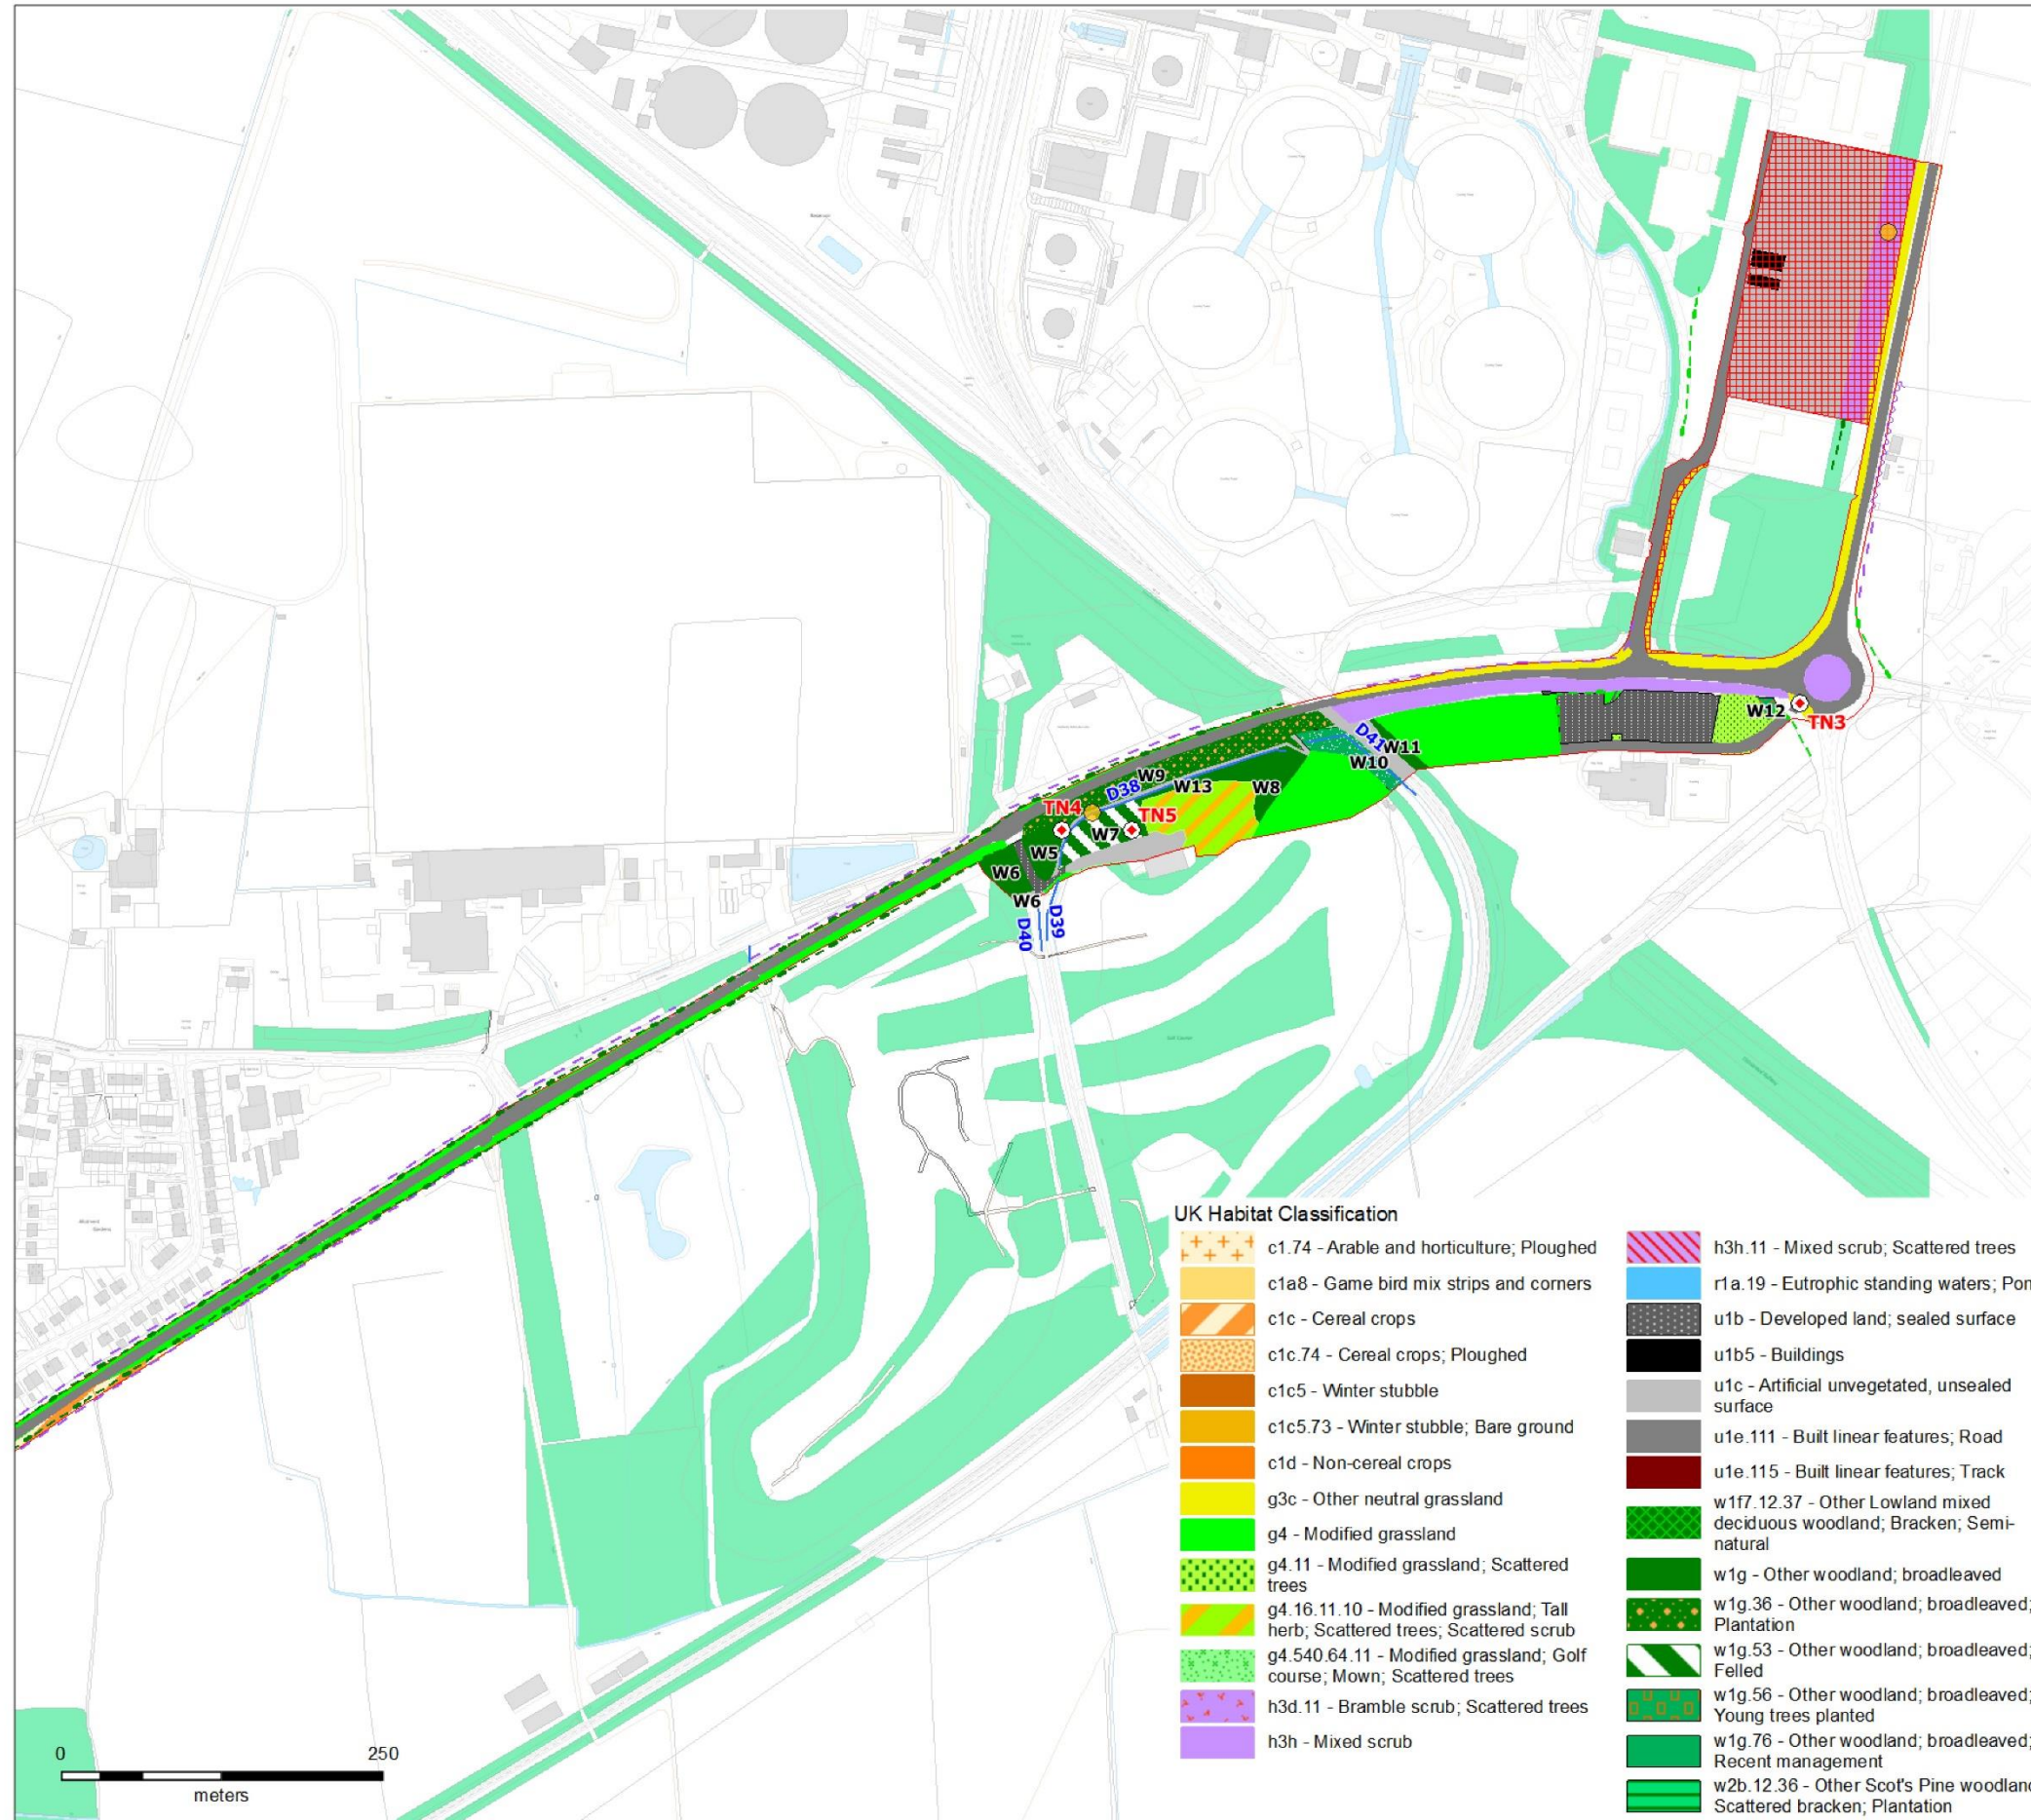 W12
TN3
D41
W11
W10
W9
D38
W13
W8
TN4
TN5
W7
W5
W6
W6
D40
D39
UK Habitat Classification
c1.74 - Arable and horticulture; Ploughed
c1a8 - Game bird mix strips and corners
c1c - Cereal crops
c1c.74 - Cereal crops; Ploughed
c1c5 - Winter stubble
c1c5.73 - Winter stubble; Bare ground
c1d - Non-cereal crops
g3c - Other neutral grassland
g4 - Modified grassland
g4.11 - Modified grassland; Scattered
trees
g4.16.11.10 - Modified grassland; Tall
herb; Scattered trees; Scattered scrub
g4.540.64.11 - Modified grassland; Golf
course; Mown; Scattered trees
h3d.11 - Bramble scrub; Scattered trees
h3h - Mixed scrub
h3h.11 - Mixed scrub; Scattered trees
r1a.19 - Eutrophic standing waters; Pon
u1b - Developed land; sealed surface
u1b5 - Buildings
u1c - Artificial unvegetated, unsealed
surface
u1e.111 - Built linear features; Road
u1e.115 - Built linear features; Track
w1f7.12.37 - Other Lowland mixed
deciduous woodland; Bracken; Semi-
natural
w1g - Other woodland; broadleaved
w1g.36 - Other woodland; broadleaved;
Plantation
w1g.53 - Other woodland; broadleaved;
Felled
w1g.56 - Other woodland; broadleaved;
Young trees planted
w1g.76 - Other woodland; broadleaved;
Recent management
w2b.12.36 - Other Scot's Pine woodland
Scattered bracken; Plantation
0 250
meters